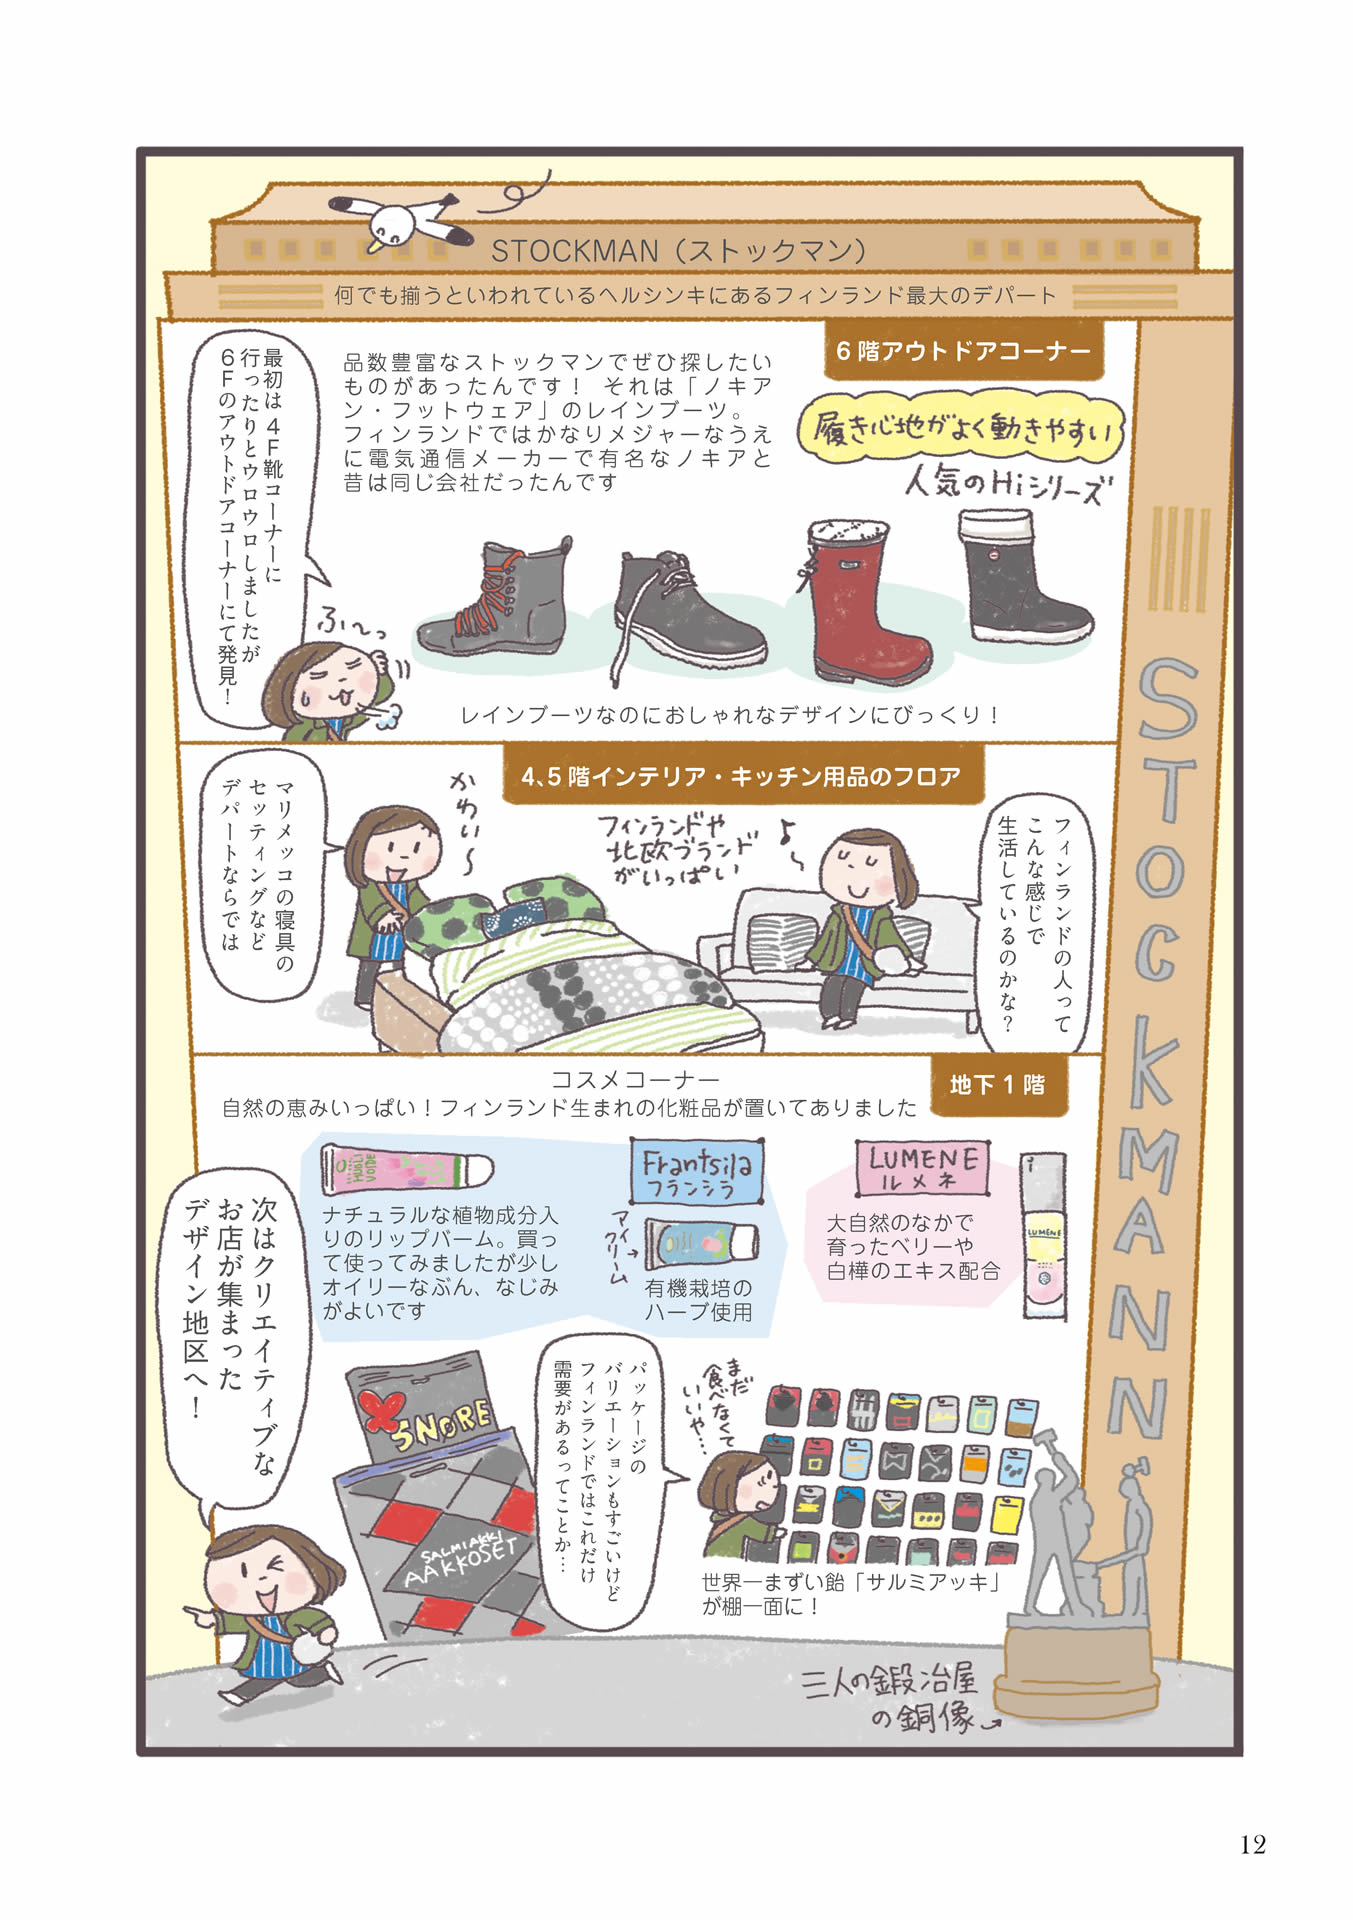 STOCKMAN（ストックマン）
何でも揃うといわれているヘルシンキにあるフィンランド最大のデパート
6階アウトドアコーナー
履き心地がよく動きやすい
人気のHiシリーズ
品数豊富なストックマンでぜひ探したい
ものがあったんです！ それは「ノキア
ン・フットウェア」のレインブーツ。
フィンランドではかなりメジャーなうえ
に電気通信メーカーで有名なノキアと
昔は同じ会社だったんです
最初は4F靴コーナーに
行ったりとウロウロしましたが
6Fのアウトドアコーナーにて発見！
ふ〜っ
レインブーツなのにおしゃれなデザインにびっくり！
4、5階インテリア・キッチン用品のフロア
フィンランドの人って
こんな感じで
生活しているのかな？
フィンランドや
北欧ブランド
がいっぱい
かわい〜
マリメッコの寝具の
セッティングなど
デパートならでは
STOCKMANN
地下1階
コスメコーナー
自然の恵みいっぱい！フィンランド生まれの化粧品が置いてありました
HUULI
VOIDE
ナチュラルな植物成分入
りのリップバーム。買っ
て使ってみましたが少し
オイリーなぶん、なじみ
がよいです
Frantsila
フランシラ
アイ
クリーム
有機栽培の
ハーブ使用
LUMENE
ルメネ
大自然のなかで
育ったベリーや
白樺のエキス配合
LUMENE
まだ
食べなくて
いいや…
パッケージの
バリエーションもすごいけど
フィンランドではこれだけ
需要があるってことか…
SNØRE
SALMIAKKI
AAKKOSET
世界一まずい飴「サルミアッキ」
が棚一面に！
次はクリエイティブな
お店が集まった
デザイン地区へ！
三人の鍛冶屋
の銅像
12